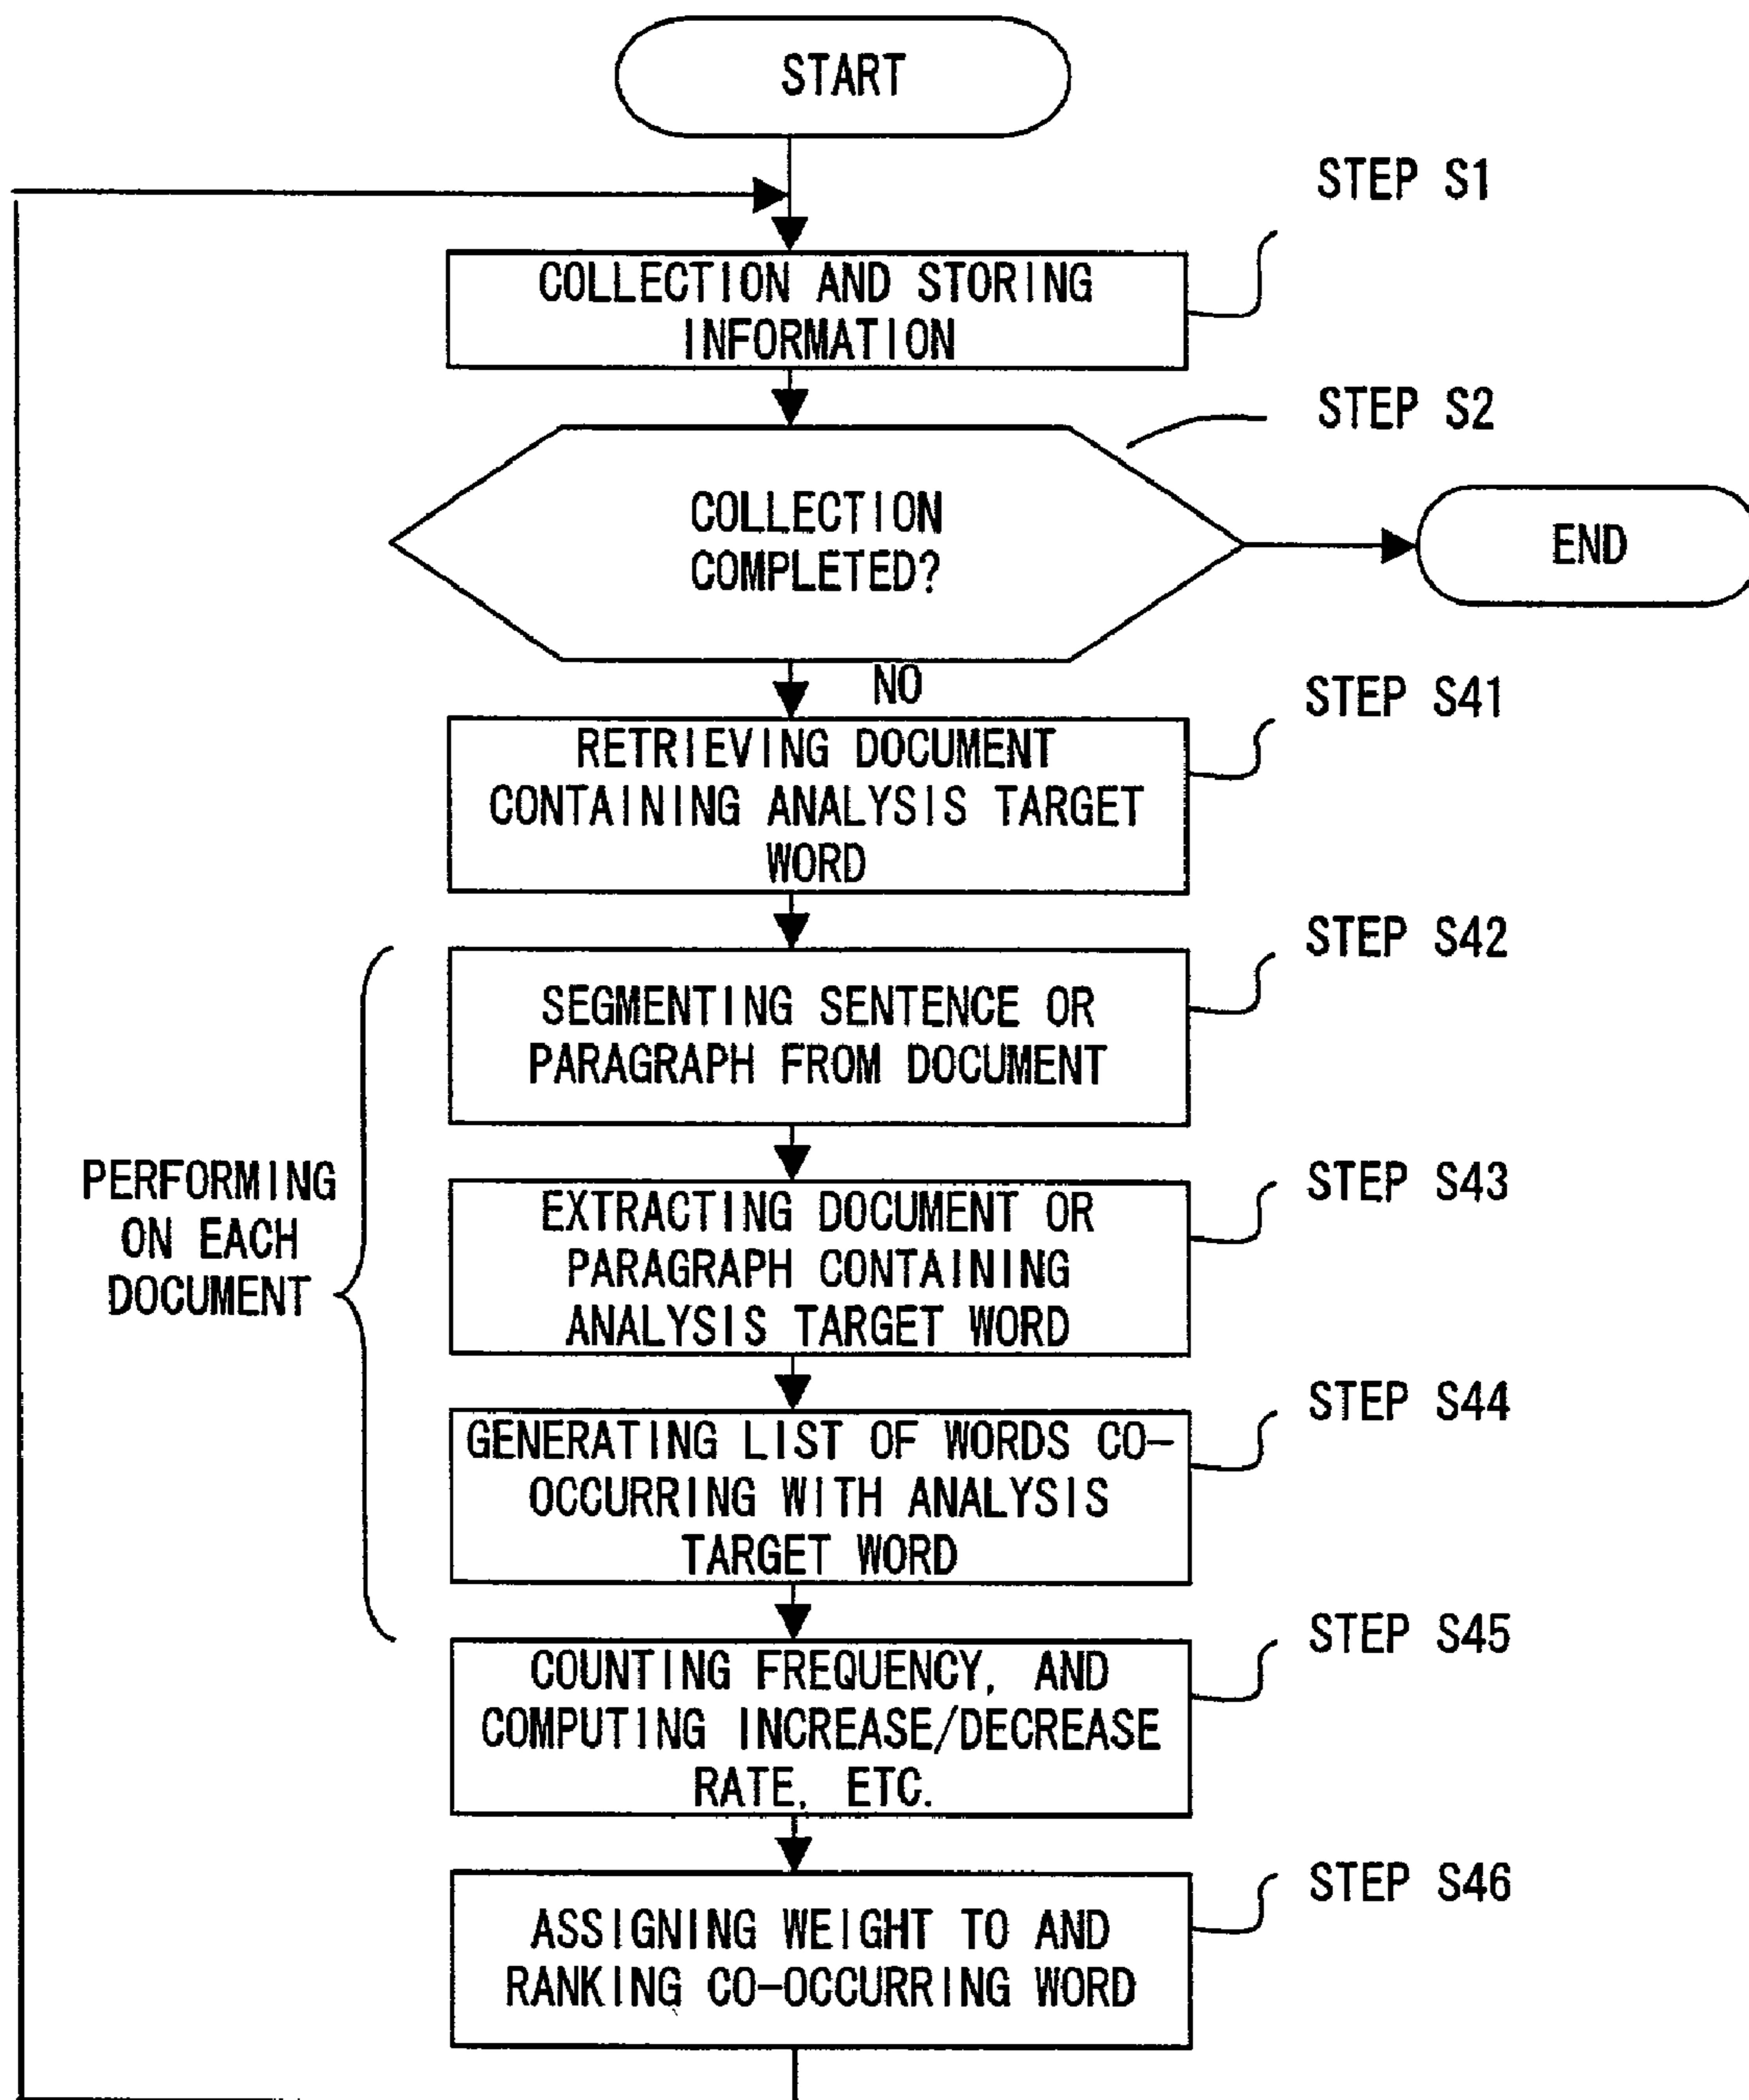 START
STEP S1
COLLECTION AND STORING
INFORMATION
STEP S2
COLLECTION
COMPLETED?
END
NO
STEP S41
RETRIEVING DOCUMENT
CONTAINING ANALYSIS TARGET
WORD
STEP S42
SEGMENTING SENTENCE OR
PARAGRAPH FROM DOCUMENT
PERFORMING
ON EACH
DOCUMENT
STEP S43
EXTRACTING DOCUMENT OR
PARAGRAPH CONTAINING
ANALYSIS TARGET WORD
STEP S44
GENERATING LIST OF WORDS CO-
OCCURRING WITH ANALYSIS
TARGET WORD
STEP S45
COUNTING FREQUENCY, AND
COMPUTING INCREASE/DECREASE
RATE, ETC.
STEP S46
ASSIGNING WEIGHT TO AND
RANKING CO-OCCURRING WORD